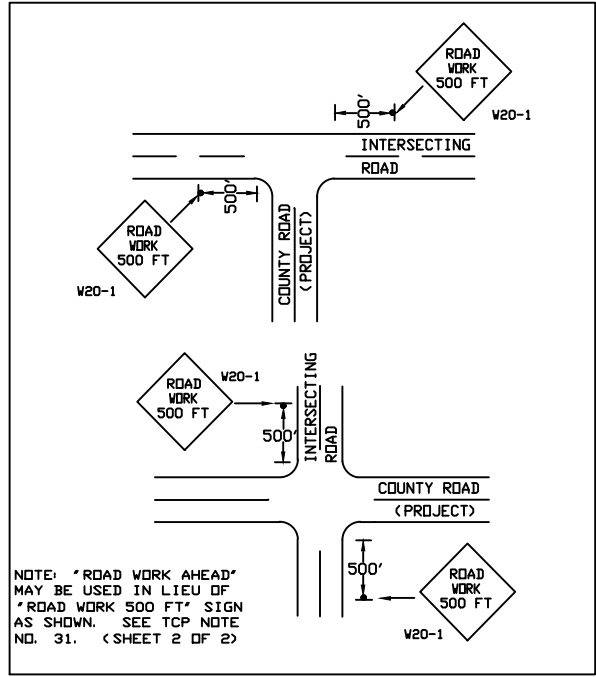 ROAD
WORK
500 FT
W20-1
500'
INTERSECTING
ROAD
500'
ROAD
WORK
500 FT
W20-1
COUNTY ROAD
(PROJECT)
ROAD
WORK
500 FT
W20-1
500'
INTERSECTING
ROAD
COUNTY ROAD
(PROJECT)
500'
ROAD
WORK
500 FT
W20-1
NOTE: "ROAD WORK AHEAD"
MAY BE USED IN LIEU OF
"ROAD WORK 500 FT" SIGN
AS SHOWN. SEE TCP NOTE
NO. 31. (SHEET 2 OF 2)